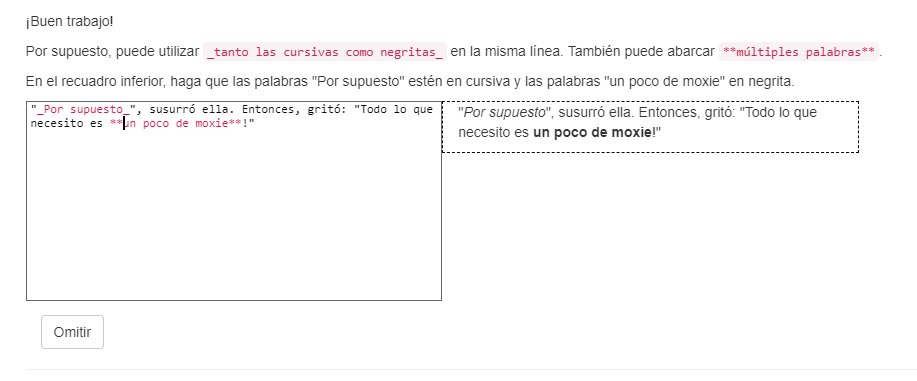 ¡Buen trabajo!
Por supuesto, puede utilizar _tanto las cursivas como negritas_ en la misma línea. También puede abarcar **múltiples palabras**.
En el recuadro inferior, haga que las palabras "Por supuesto" estén en cursiva y las palabras "un poco de moxie" en negrita.
"_Por supuesto_", susurró ella. Entonces, gritó: "Todo lo que
necesito es **un poco de moxie**!"
"Por supuesto", susurró ella. Entonces, gritó: "Todo lo que
necesito es un poco de moxie!"
Omitir